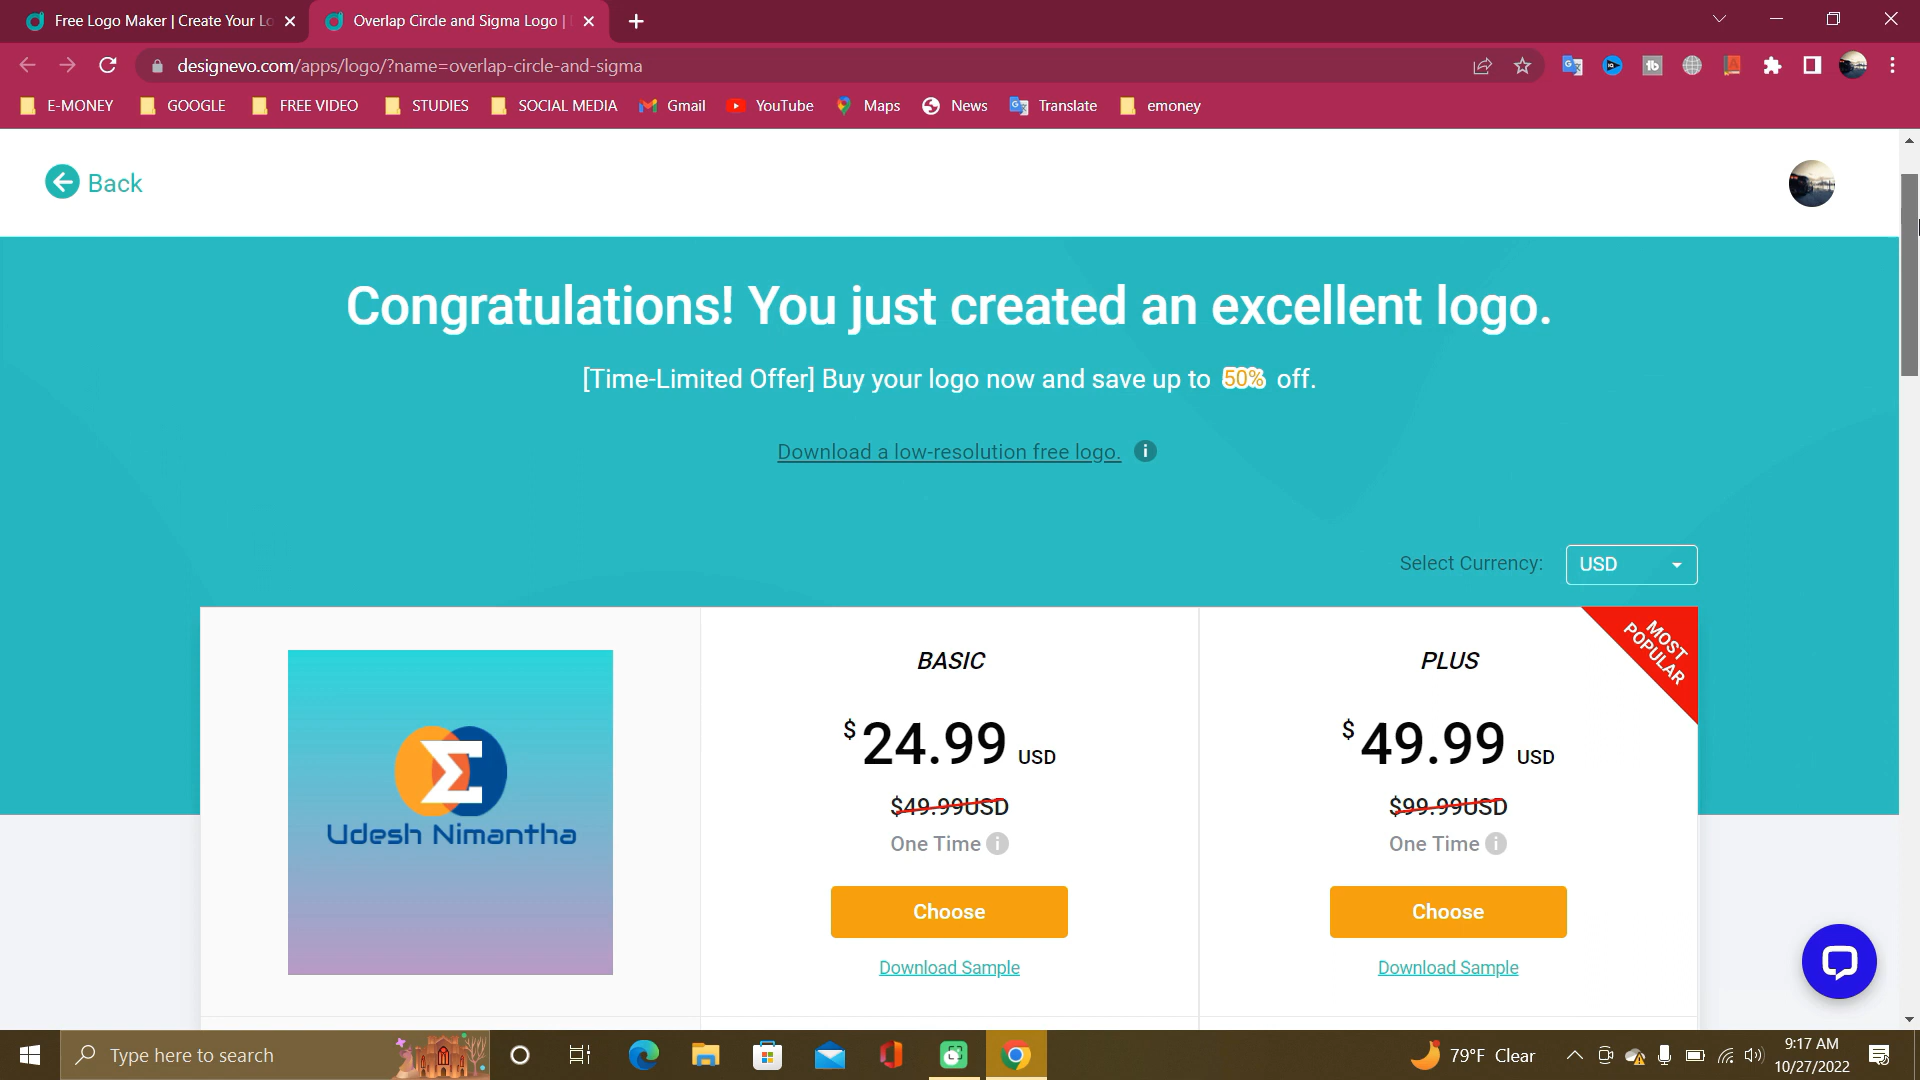 Free Logo Maker | Create Your Lo
Overlap Circle and Sigma Logo |
designevo.com/apps/logo/?name=overlap-circle-and-sigma
E-MONEY GOOGLE FREE VIDEO STUDIES SOCIAL MEDIA Gmail YouTube Maps News Translate emoney
Back
Congratulations! You just created an excellent logo.
[Time-Limited Offer] Buy your logo now and save up to 50% off.
Download a low-resolution free logo.
Select Currency: USD
MOST
POPULAR
BASIC
$24.99 USD
$49.99USD
One Time
Choose
Download Sample
PLUS
$49.99 USD
$99.99USD
One Time
Choose
Download Sample
Σ
Udesh Nimantha
Type here to search
79°F Clear
9:17 AM
10/27/2022